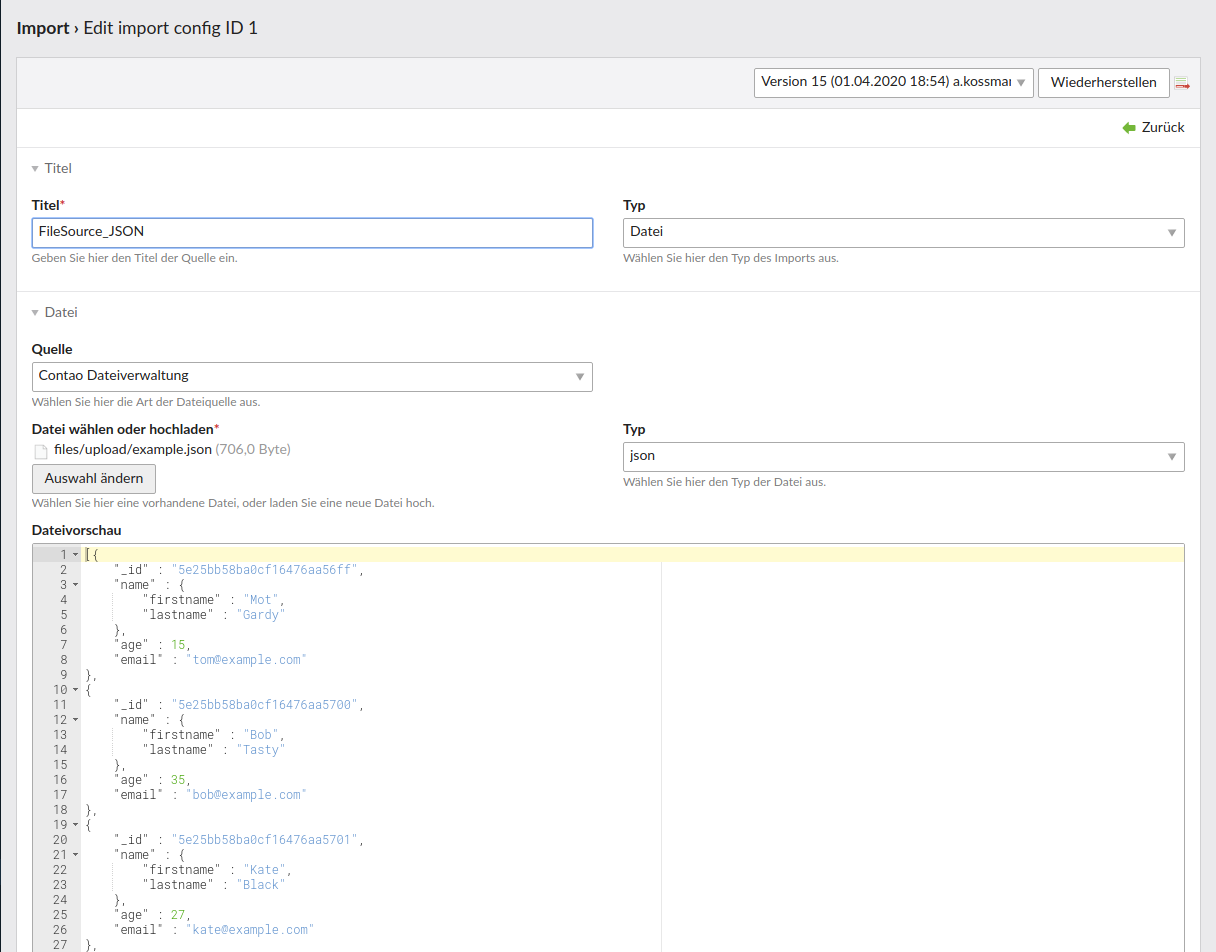 Import › Edit import config ID 1
Version 15 (01.04.2020 18:54) a.kossmar Wiederherstellen
Zurück
Titel
Titel* Typ
FileSource_JSON Datei
Geben Sie hier den Titel der Quelle ein. Wählen Sie hier den Typ des Imports aus.
Datei
Quelle
Contao Dateiverwaltung
Wählen Sie hier die Art der Dateiquelle aus.
Datei wählen oder hochladen* Typ
files/upload/example.json (706,0 Byte) json
Auswahl ändern Wählen Sie hier den Typ der Datei aus.
Wählen Sie hier eine vorhandene Datei, oder laden Sie eine neue Datei hoch.
Dateivorschau
1 [{
2 "_id" : "5e25bb58ba0cf16476aa56ff",
3 "name" : {
4 "firstname" : "Mot",
5 "lastname" : "Gardy"
6 },
7 "age" : 15,
8 "email" : "tom@example.com"
9 },
10 {
11 "_id" : "5e25bb58ba0cf16476aa5700",
12 "name" : {
13 "firstname" : "Bob",
14 "lastname" : "Tasty"
15 },
16 "age" : 35,
17 "email" : "bob@example.com"
18 },
19 {
20 "_id" : "5e25bb58ba0cf16476aa5701",
21 "name" : {
22 "firstname" : "Kate",
23 "lastname" : "Black"
24 },
25 "age" : 27,
26 "email" : "kate@example.com"
27 },